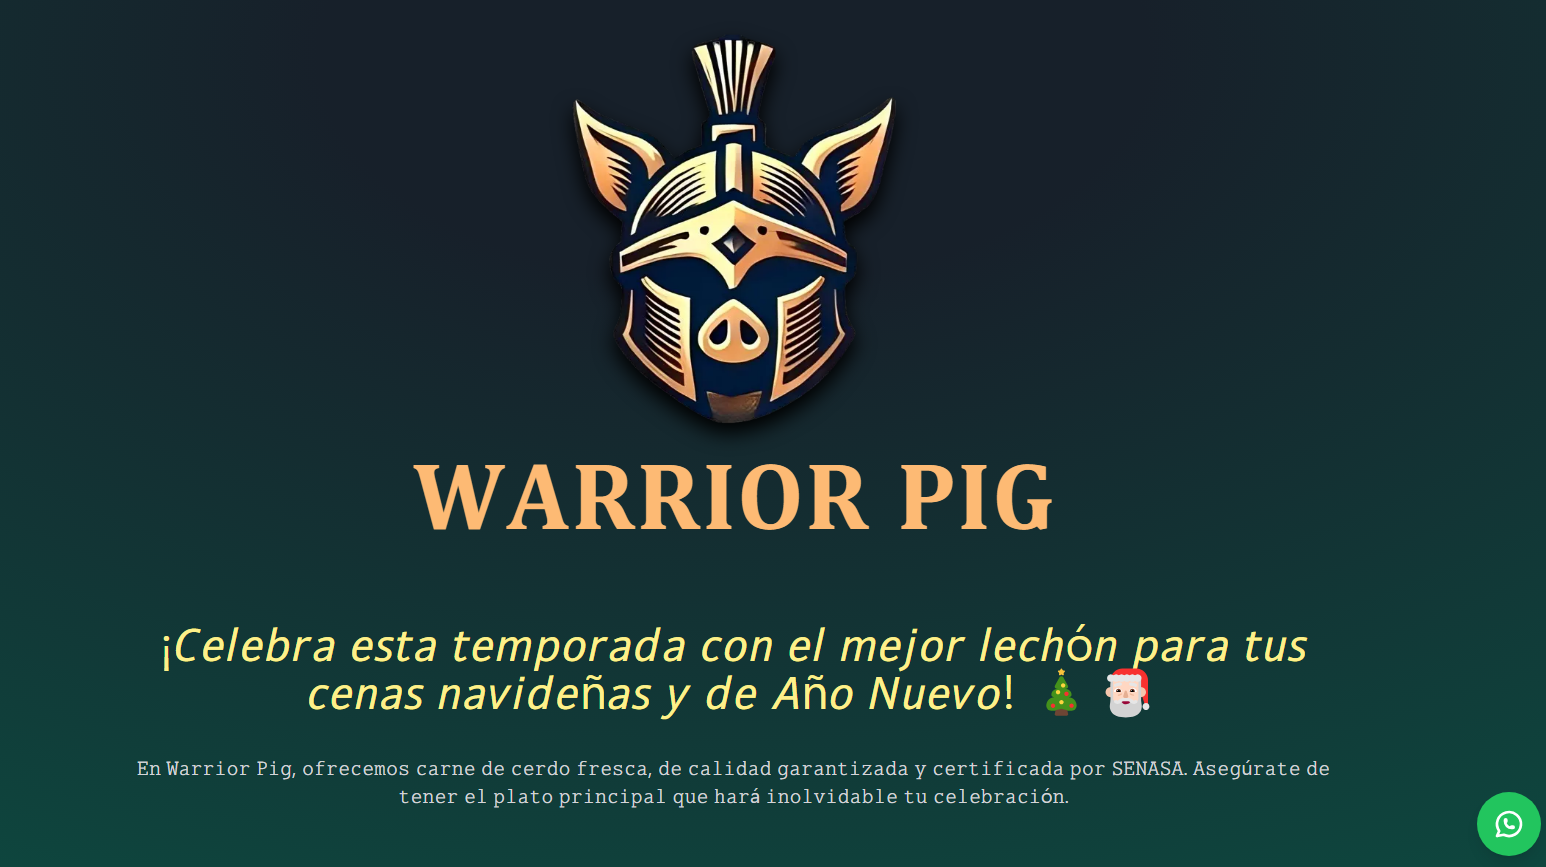 WARRIOR PIG
¡Celebra esta temporada con el mejor lechón para tus
cenas navideñas y de Año Nuevo! 🎄 🎅
En Warrior Pig, ofrecemos carne de cerdo fresca, de calidad garantizada y certificada por SENASA. Asegúrate de
tener el plato principal que hará inolvidable tu celebración.